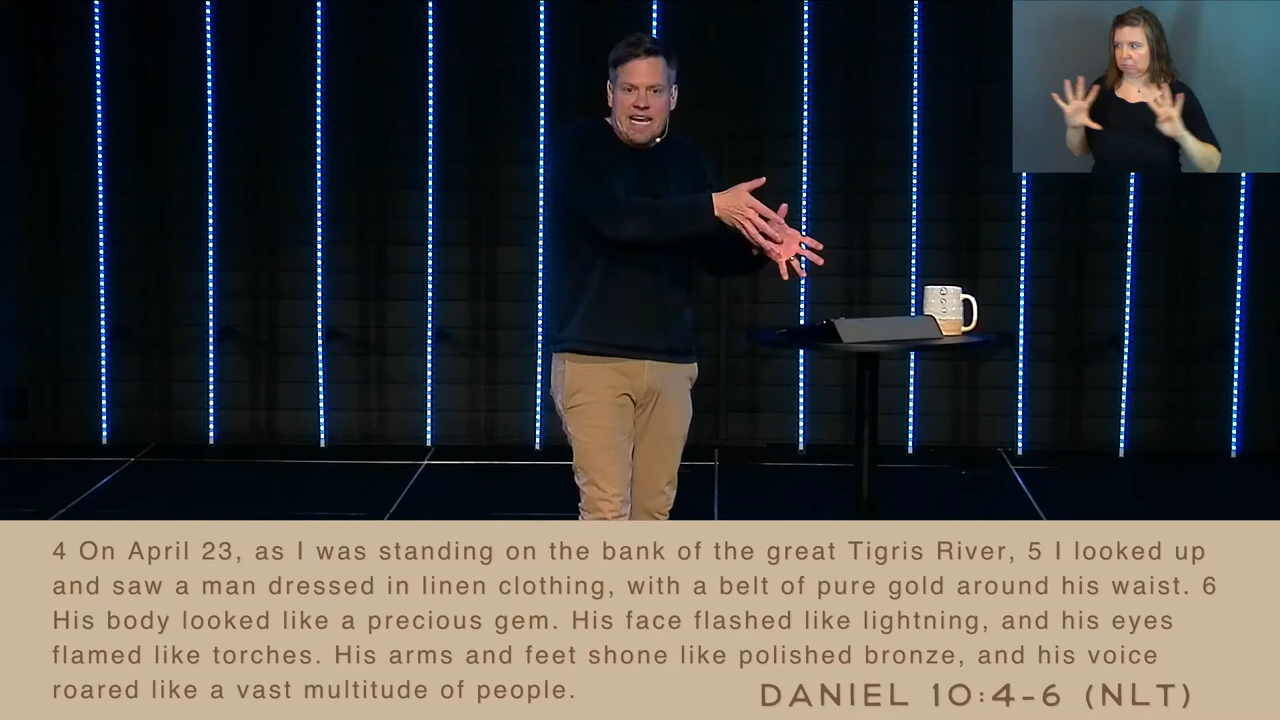 4 On April 23, as I was standing on the bank of the great Tigris River, 5 I looked up
and saw a man dressed in linen clothing, with a belt of pure gold around his waist. 6
His body looked like a precious gem. His face flashed like lightning, and his eyes
flamed like torches. His arms and feet shone like polished bronze, and his voice
roared like a vast multitude of people.
DANIEL 10:4-6 (NLT)